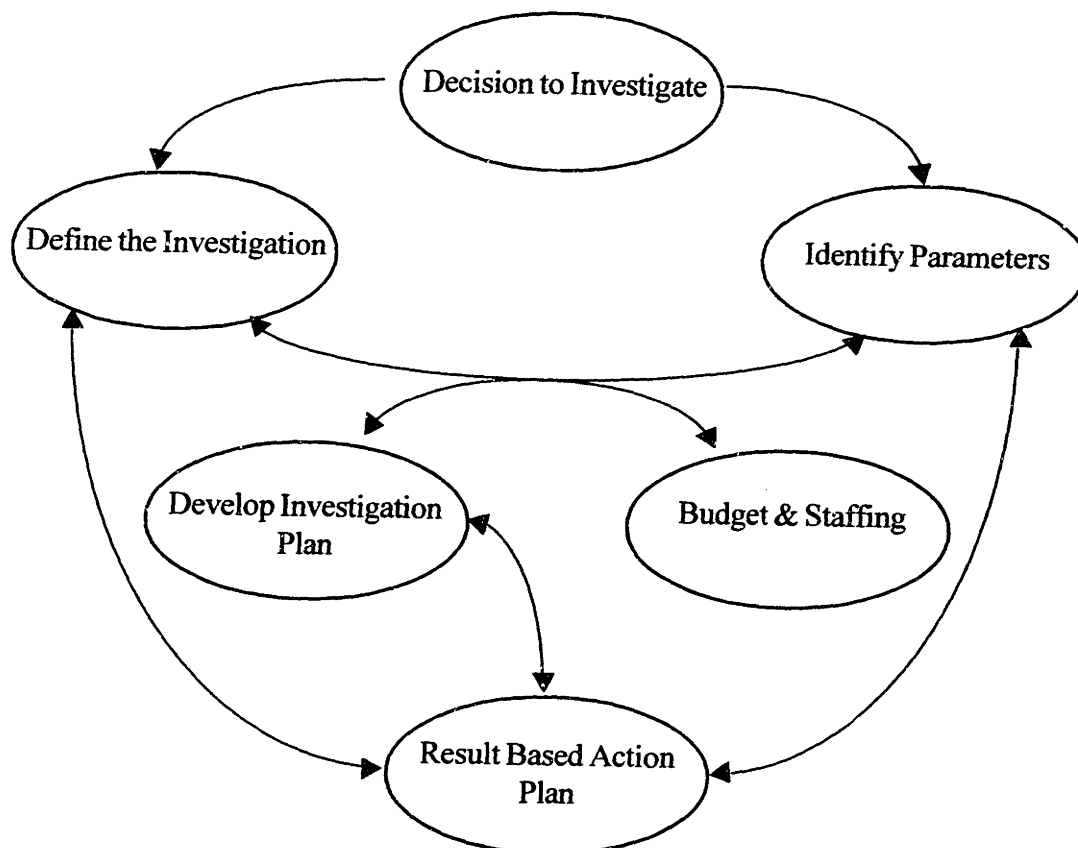 Decision to Investigate
Define the Investigation
Identify Parameters
Develop Investigation
Plan
Budget & Staffing
Result Based Action
Plan